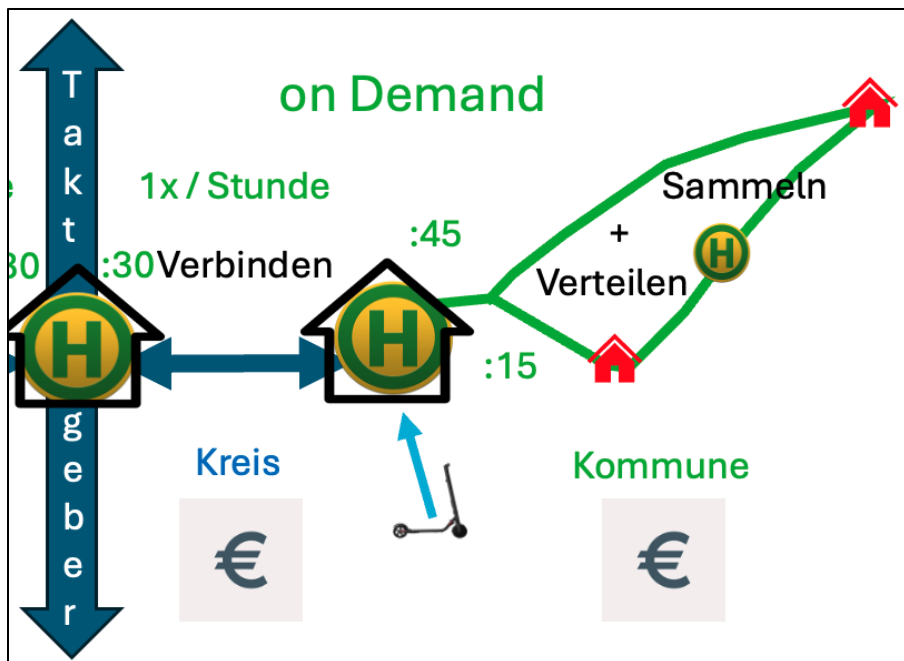 Taktgeber
on Demand
1x / Stunde
e
30
:30
Verbinden
:45
Sammeln
+
Verteilen
:15
H
H
H
Kreis
Kommune
€
€